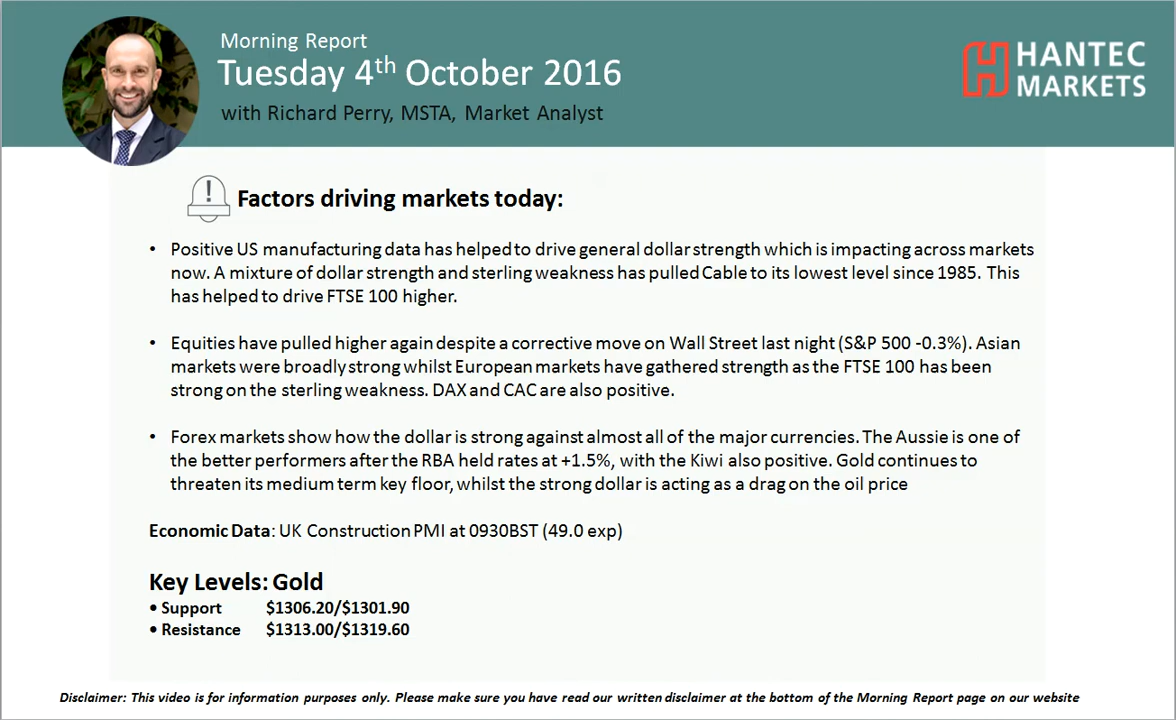 Morning Report
Tuesday 4th October 2016
with Richard Perry, MSTA, Market Analyst
HANTEC
MARKETS
! Factors driving markets today:
• Positive US manufacturing data has helped to drive general dollar strength which is impacting across markets
now. A mixture of dollar strength and sterling weakness has pulled Cable to its lowest level since 1985. This
has helped to drive FTSE 100 higher.
• Equities have pulled higher again despite a corrective move on Wall Street last night (S&P 500 -0.3%). Asian
markets were broadly strong whilst European markets have gathered strength as the FTSE 100 has been
strong on the sterling weakness. DAX and CAC are also positive.
• Forex markets show how the dollar is strong against almost all of the major currencies. The Aussie is one of
the better performers after the RBA held rates at +1.5%, with the Kiwi also positive. Gold continues to
threaten its medium term key floor, whilst the strong dollar is acting as a drag on the oil price
Economic Data: UK Construction PMI at 0930BST (49.0 exp)
Key Levels: Gold
• Support $1306.20/$1301.90
• Resistance $1313.00/$1319.60
Disclaimer: This video is for information purposes only. Please make sure you have read our written disclaimer at the bottom of the Morning Report page on our website